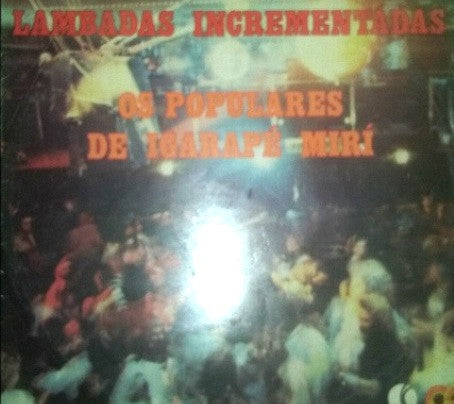 LAMBADAS INCREMENTADAS
OS POPULARES
DE IGARAPÉ MIRÍ